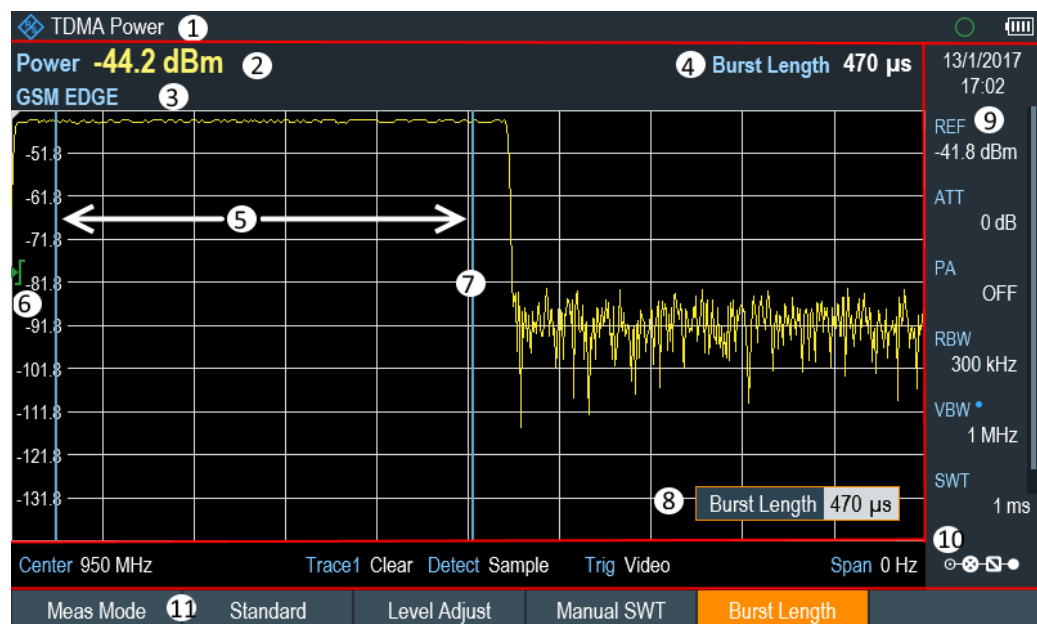 TDMA Power 1
Power -44.2 dBm 2 4 Burst Length 470 µs
GSM EDGE 3
13/1/2017
17:02
REF 9
-41.8 dBm
ATT
0 dB
PA
OFF
RBW
300 kHz
VBW
1 MHz
SWT
1 ms
10
-51.8
-61.8
5
-71.8
-81.8
7
6
-91.8
-101.8
-111.8
-121.8
-131.8
8 Burst Length 470 µs
Center 950 MHz Trace1 Clear Detect Sample Trig Video Span 0 Hz
Meas Mode 11 Standard Level Adjust Manual SWT Burst Length